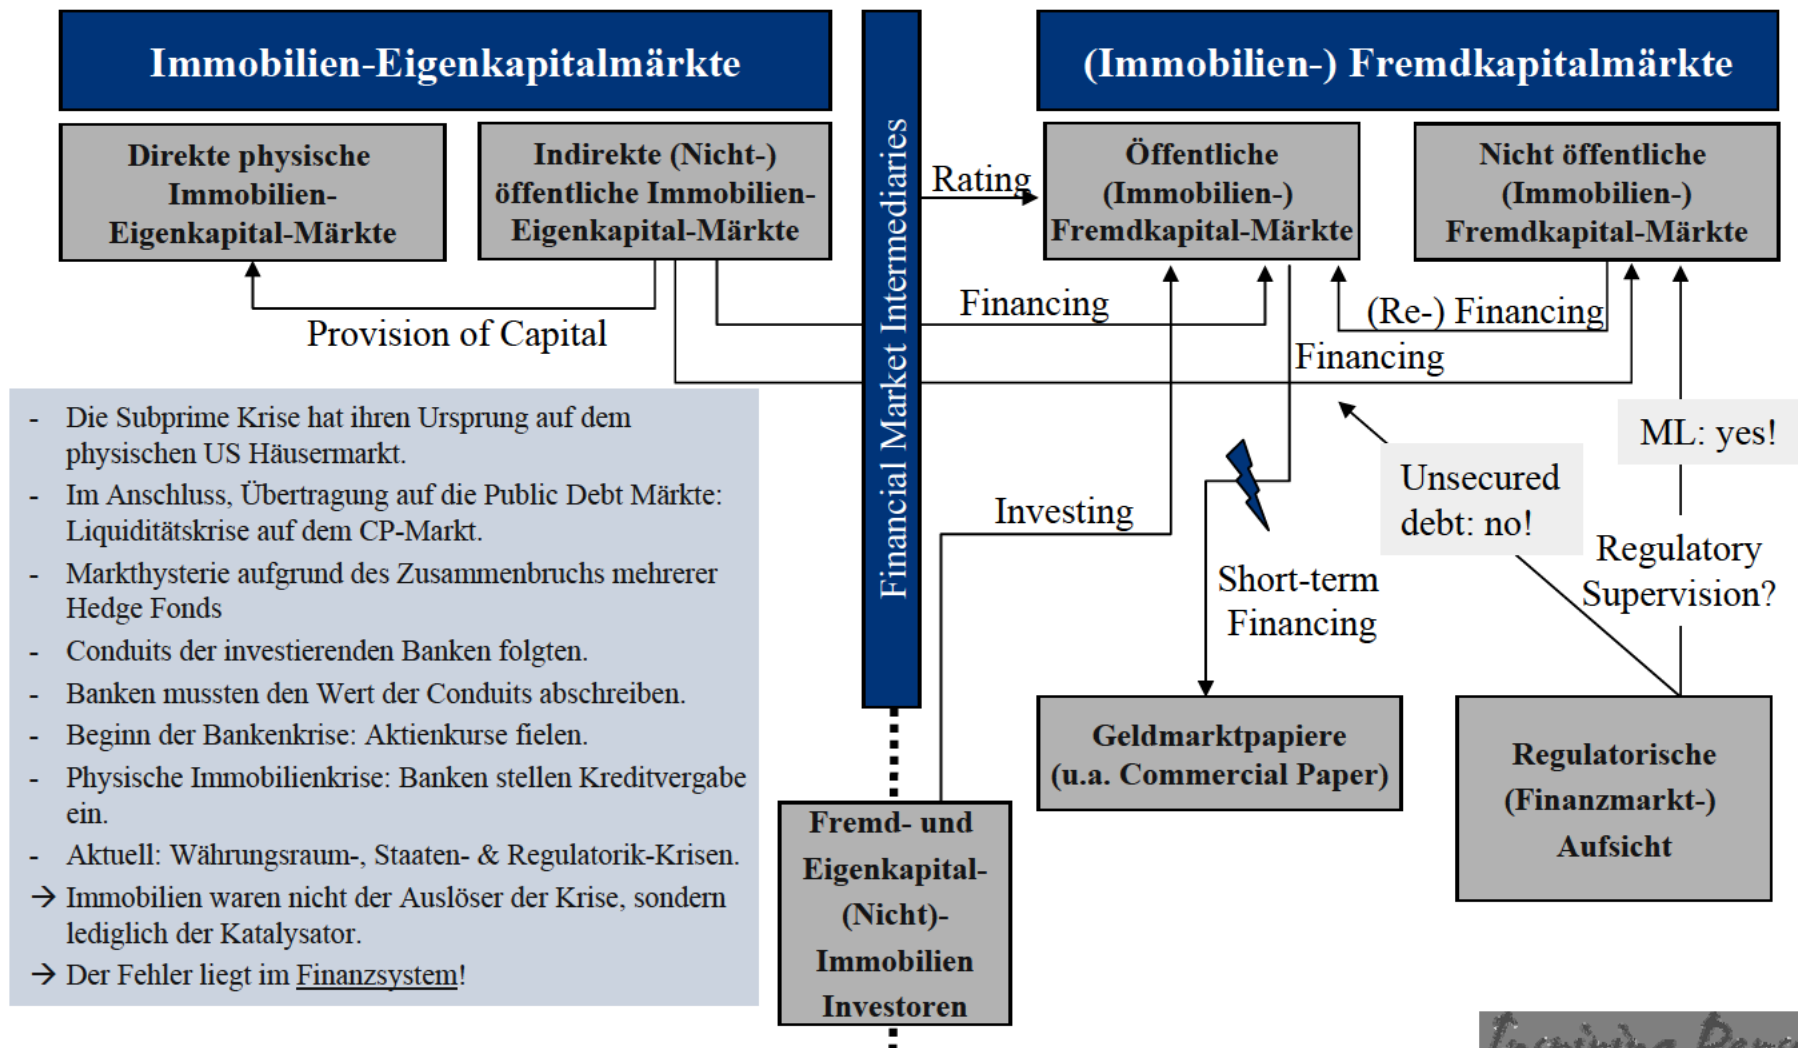 Immobilien-Eigenkapitalmärkte
(Immobilien-) Fremdkapitalmärkte
Direkte physische
Immobilien-
Eigenkapital-Märkte
Indirekte (Nicht-)
öffentliche Immobilien-
Eigenkapital-Märkte
Financial Market Intermediaries
Rating
Öffentliche
(Immobilien-)
Fremdkapital-Märkte
Nicht öffentliche
(Immobilien-)
Fremdkapital-Märkte
Provision of Capital
Financing
(Re-) Financing
Financing
- Die Subprime Krise hat ihren Ursprung auf dem
physischen US Häusermarkt.
- Im Anschluss, Übertragung auf die Public Debt Märkte:
Liquiditätskrise auf dem CP-Markt.
- Markthysterie aufgrund des Zusammenbruchs mehrerer
Hedge Fonds
- Conduits der investierenden Banken folgten.
- Banken mussten den Wert der Conduits abschreiben.
- Beginn der Bankenkrise: Aktienkurse fielen.
- Physische Immobilienkrise: Banken stellen Kreditvergabe
ein.
- Aktuell: Währungsraum-, Staaten- & Regulatorik-Krisen.
→ Immobilien waren nicht der Auslöser der Krise, sondern
lediglich der Katalysator.
→ Der Fehler liegt im Finanzsystem!
Investing
Short-term
Financing
Unsecured
debt: no!
ML: yes!
Regulatory
Supervision?
Geldmarktpapiere
(u.a. Commercial Paper)
Regulatorische
(Finanzmarkt-)
Aufsicht
Fremd- und
Eigenkapital-
(Nicht)-
Immobilien
Investoren